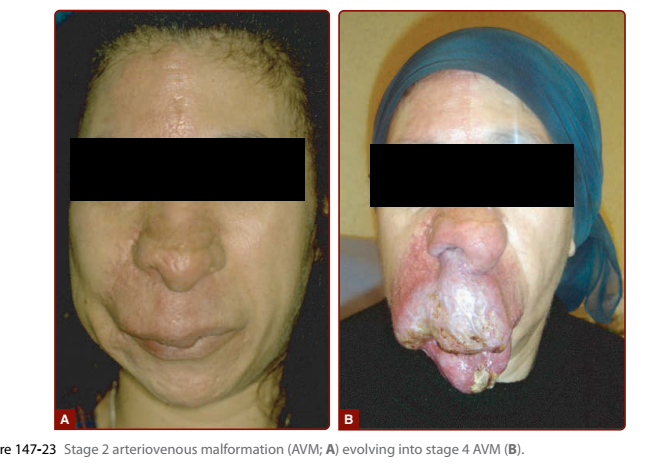 A
B
re 147-23 Stage 2 arteriovenous malformation (AVM; A) evolving into stage 4 AVM (B).